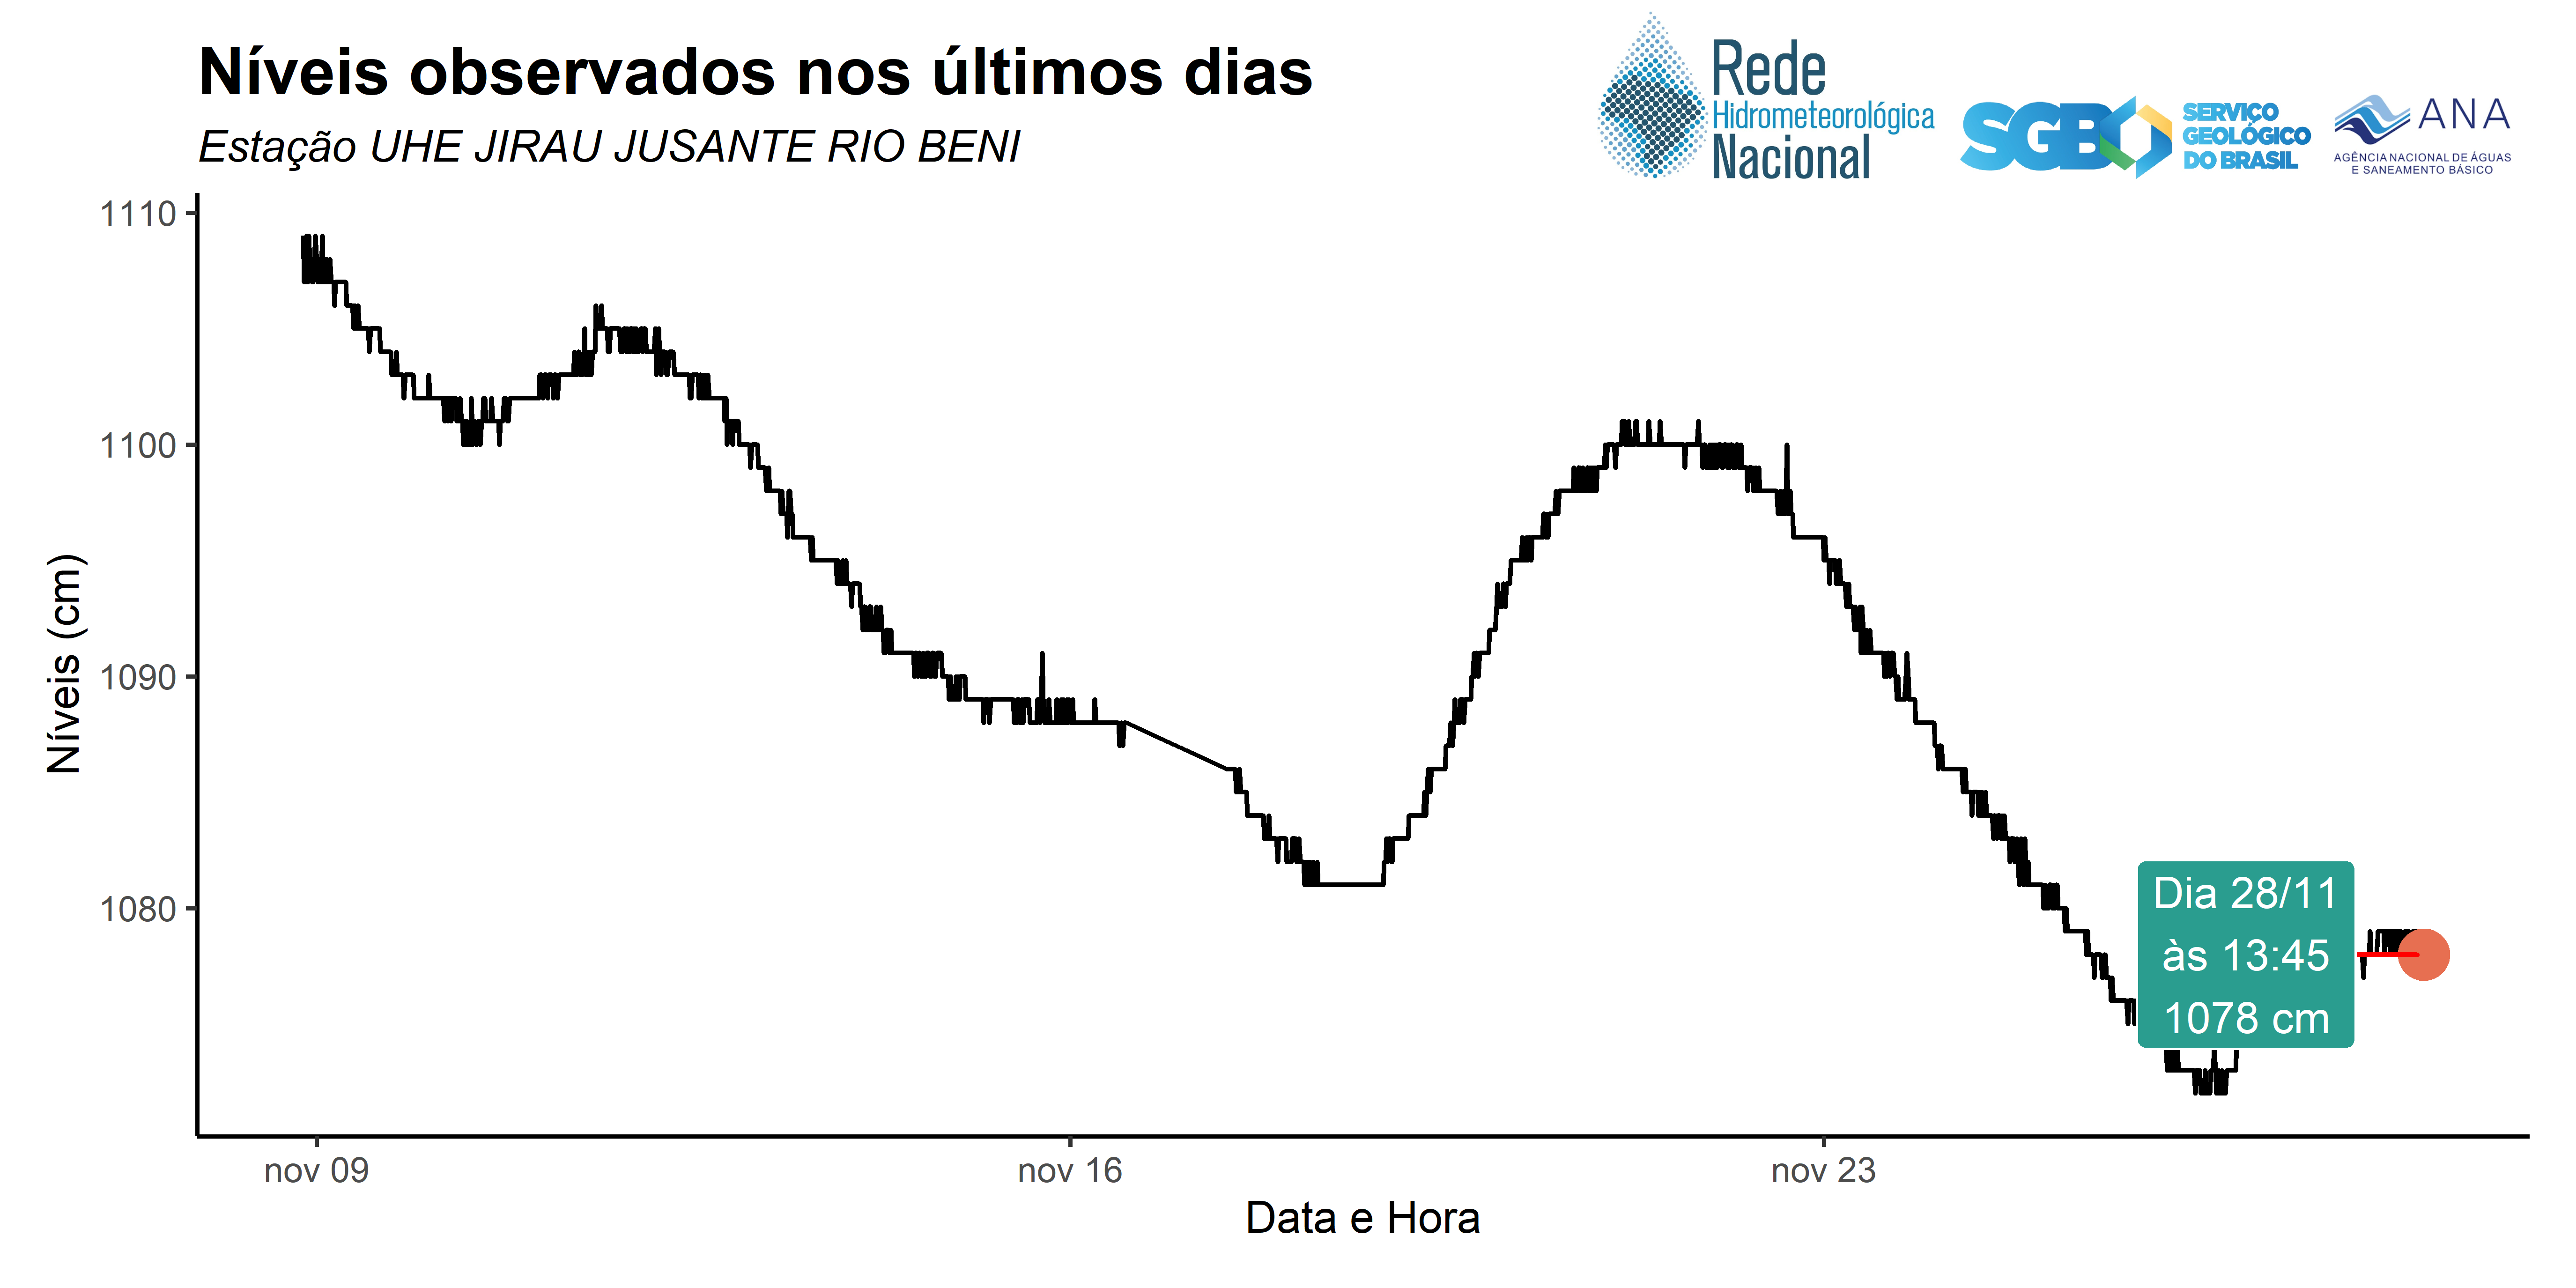 Níveis observados nos últimos dias
Estação UHE JIRAU JUSANTE RIO BENI
Rede
Hidrometeorológica
Nacional
SGB
SERVIÇO
GEOLÓGICO
DO BRASIL
ANA
AGÊNCIA NACIONAL DE ÁGUAS
E SANEAMENTO BÁSICO
Níveis (cm)
1110
1100
1090
1080
Dia 28/11
às 13:45
1078 cm
nov 09
nov 16
nov 23
Data e Hora